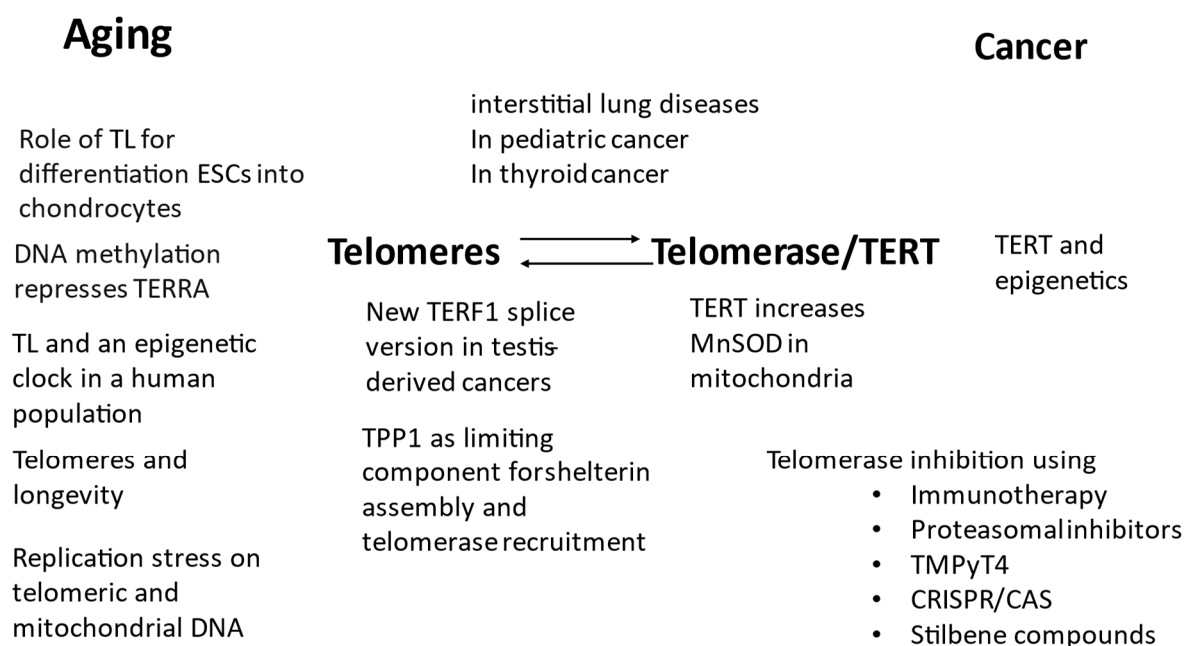 Aging
Cancer
interstitial lung diseases
In pediatric cancer
In thyroid cancer
Role of TL for
differentiation ESCs into
chondrocytes
DNA methylation
represses TERRA
TL and an epigenetic
clock in a human
population
Telomeres and
longevity
Replication stress on
telomeric and
mitochondrial DNA
Telomeres
Telomerase/TERT
New TERF1 splice
version in testis-
derived cancers
TPP1 as limiting
component forshelterin
assembly and
telomerase recruitment
TERT increases
MnSOD in
mitochondria
TERT and
epigenetics
Telomerase inhibition using
• Immunotherapy
• Proteasomalinhibitors
• TMPyT4
• CRISPR/CAS
• Stilbene compounds